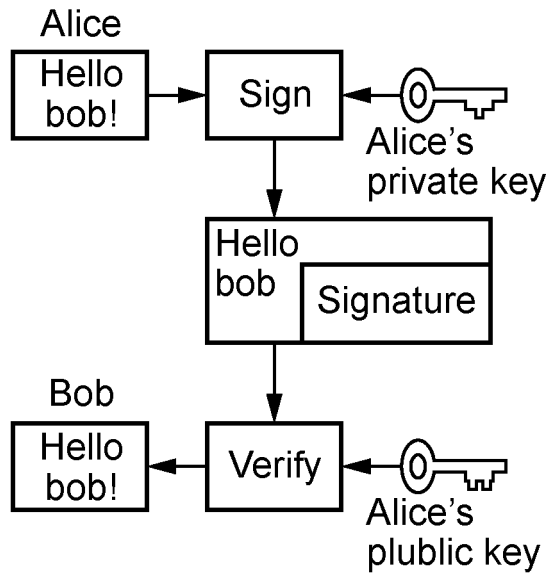 Alice
Hello
bob!
Sign
Alice's
private key
Hello
bob
Signature
Bob
Hello
bob!
Verify
Alice's
plublic key